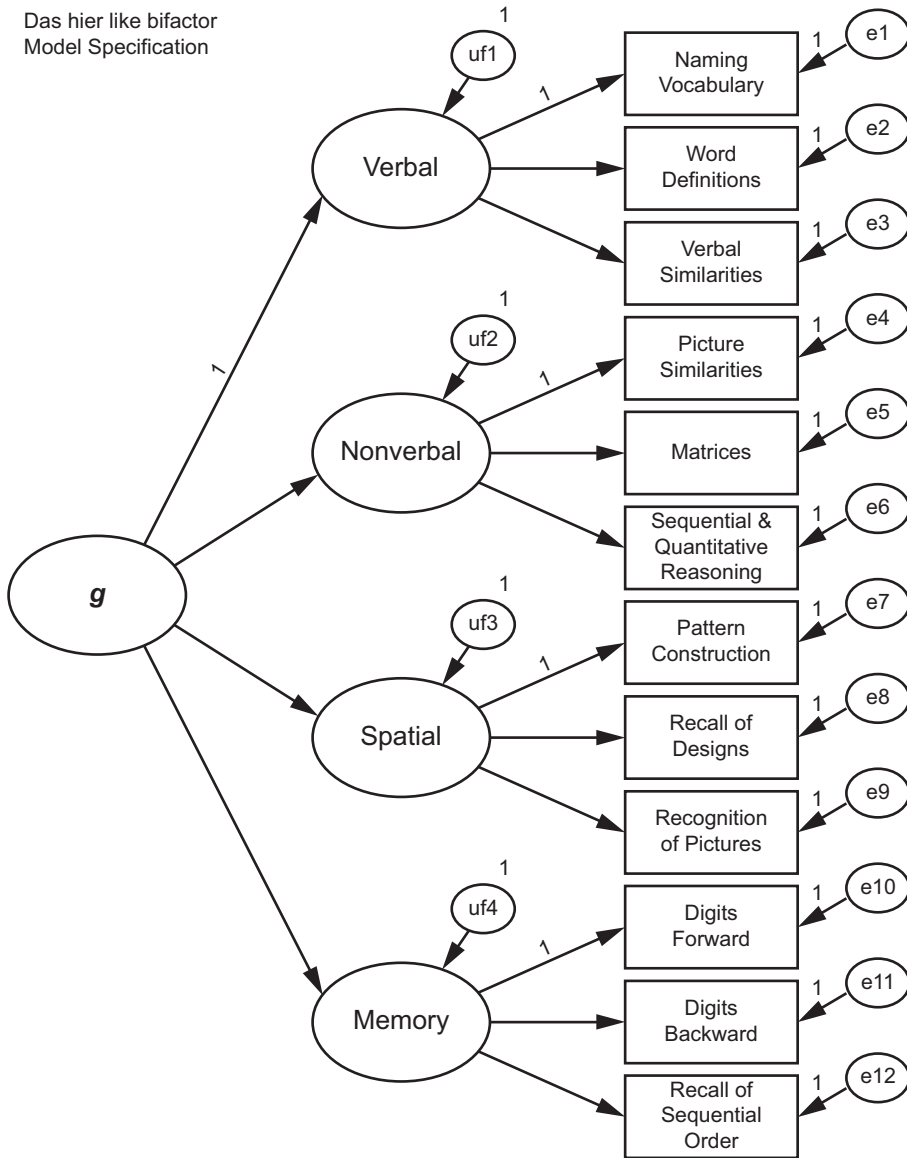 Das hier like bifactor
Model Specification
1
uf1
Verbal
1
Naming
Vocabulary
1
e1
Word
Definitions
1
e2
Verbal
Similarities
1
e3
1
1
uf2
Nonverbal
1
Picture
Similarities
1
e4
Matrices
1
e5
Sequential &
Quantitative
Reasoning
1
e6
g
1
uf3
Spatial
1
Pattern
Construction
1
e7
Recall of
Designs
1
e8
Recognition
of Pictures
1
e9
1
uf4
Memory
1
Digits
Forward
1
e10
Digits
Backward
1
e11
Recall of
Sequential
Order
1
e12